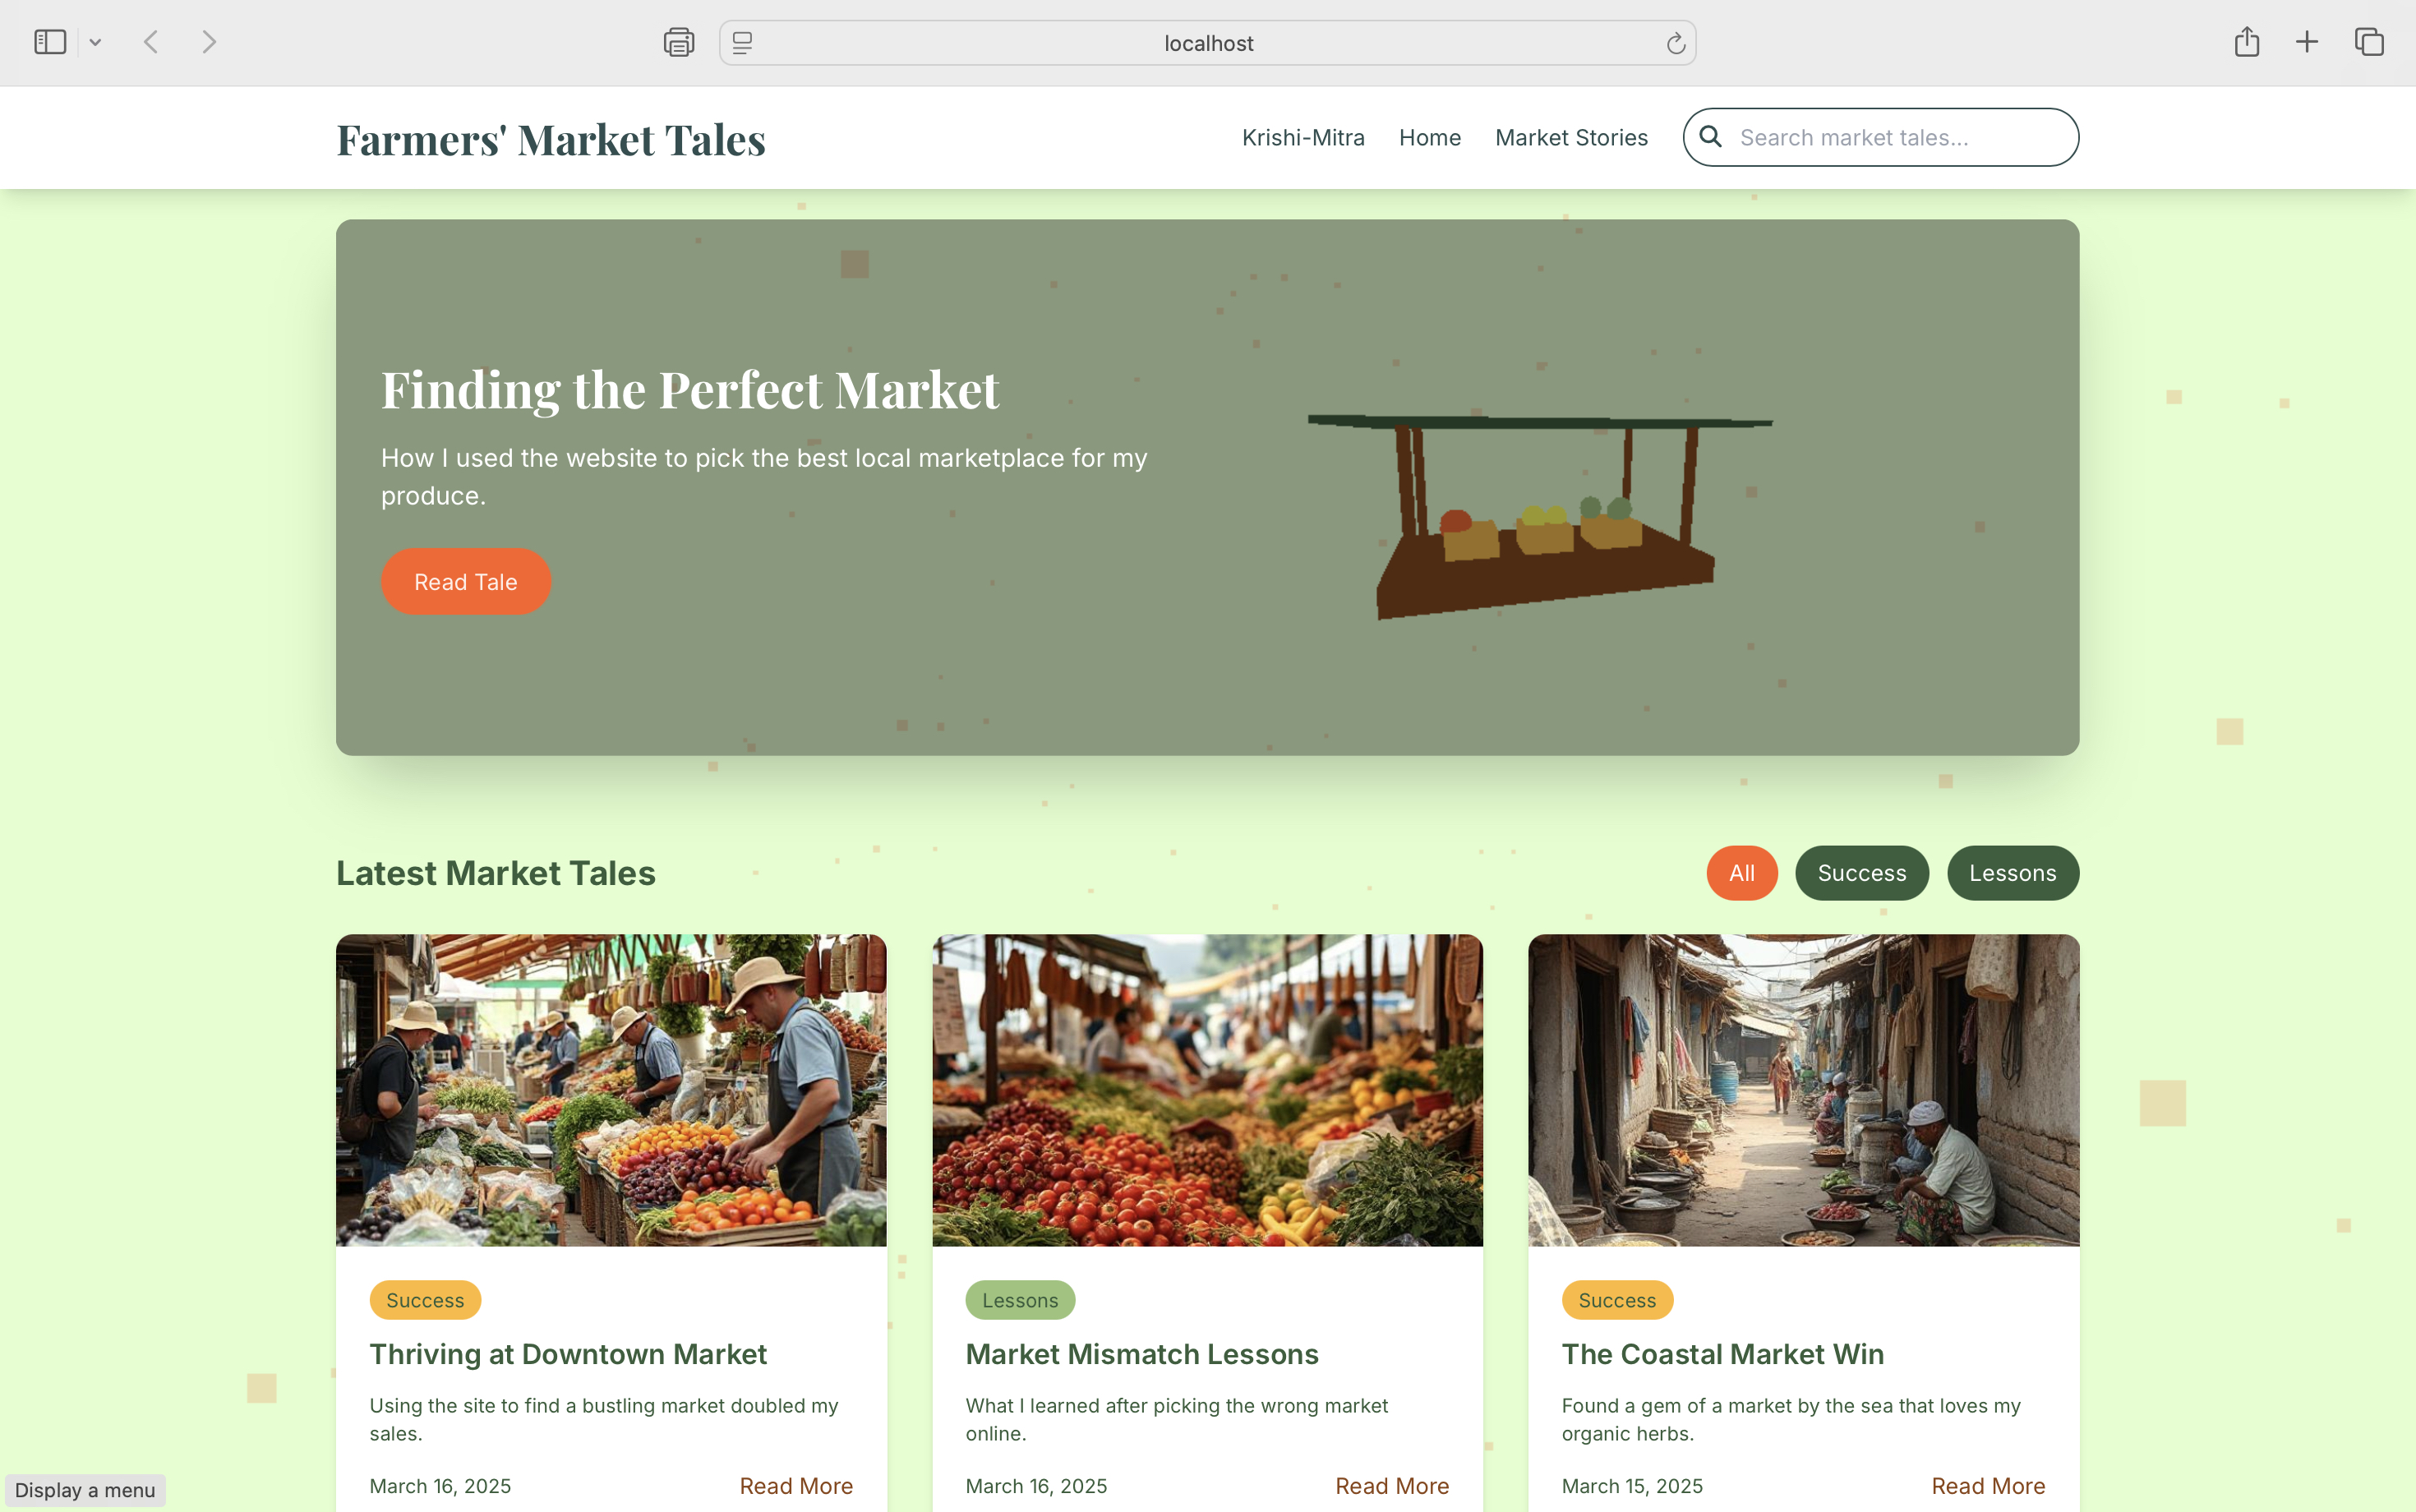 localhost
Farmers' Market Tales
Krishi-Mitra Home Market Stories Search market tales...
Finding the Perfect Market
How I used the website to pick the best local marketplace for my
produce.
Read Tale
Latest Market Tales
All Success Lessons
Success
Thriving at Downtown Market
Using the site to find a bustling market doubled my
sales.
March 16, 2025 Read More
Lessons
Market Mismatch Lessons
What I learned after picking the wrong market
online.
March 16, 2025 Read More
Success
The Coastal Market Win
Found a gem of a market by the sea that loves my
organic herbs.
March 15, 2025 Read More
Display a menu